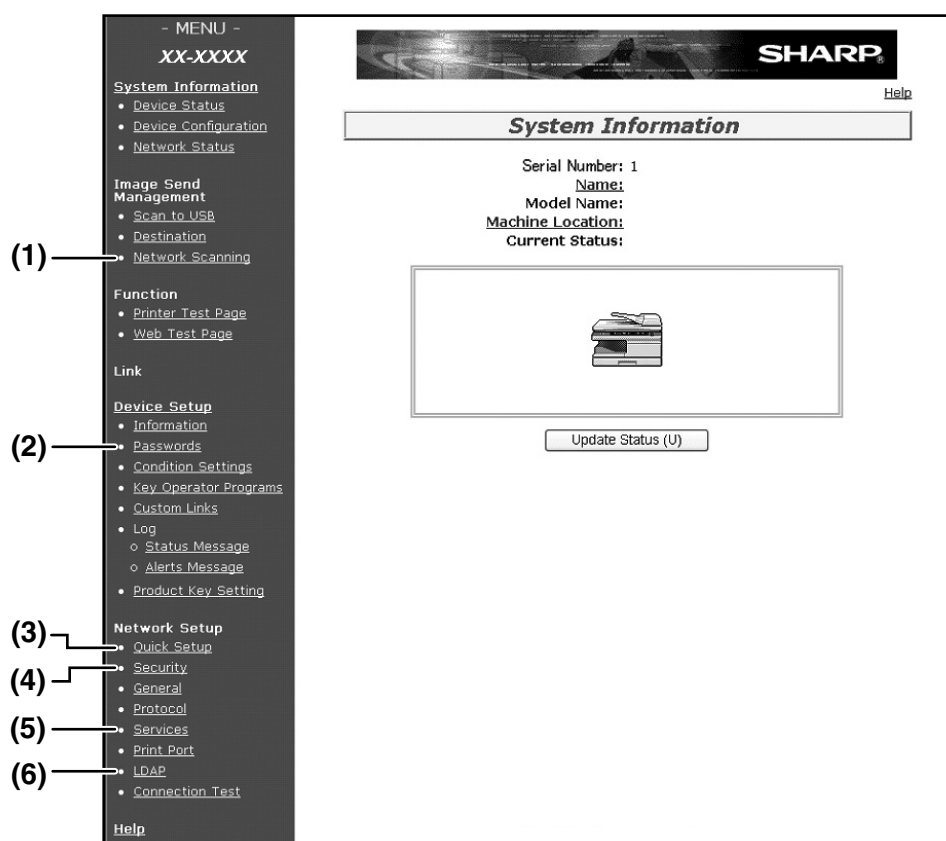 - MENU -
XX-XXXX
System Information
• Device Status
• Device Configuration
• Network Status
Image Send
Management
• Scan to USB
• Destination
(1) • Network Scanning
Function
• Printer Test Page
• Web Test Page
Link
Device Setup
• Information
(2) • Passwords
• Condition Settings
• Key Operator Programs
• Custom Links
• Log
○ Status Message
○ Alerts Message
• Product Key Setting
Network Setup
(3) • Quick Setup
(4) • Security
• General
• Protocol
(5) • Services
• Print Port
(6) • LDAP
• Connection Test
Help
SHARP®
Help
System Information
Serial Number: 1
Name:
Model Name:
Machine Location:
Current Status:
Update Status (U)